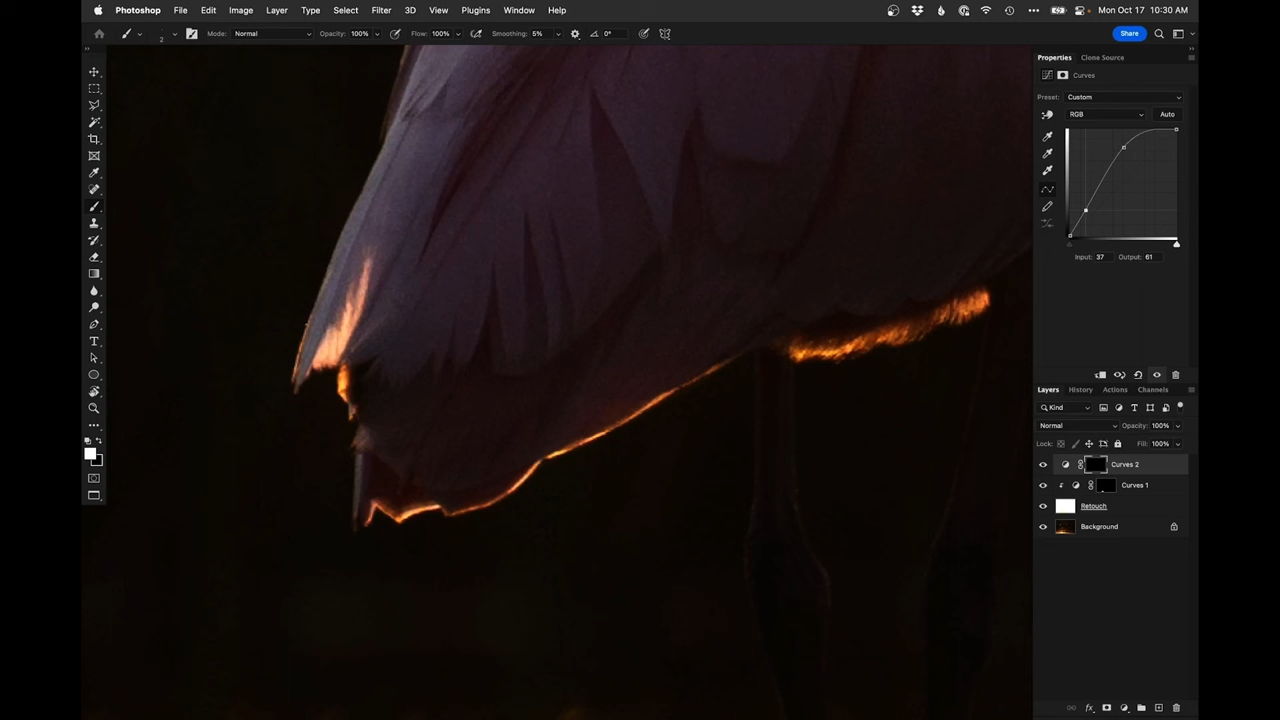 Photoshop File Edit Image Layer Type Select Filter 3D View Plugins Window Help Mon Oct 17 10:30 AM
2 Mode: Normal Opacity: 100% Flow: 100% Smoothing: 5% 0° Share
Properties Clone Source
Curves
Preset: Custom
RGB Auto
Input: 37 Output: 61
Layers History Actions Channels
Kind
Normal Opacity: 100%
Lock: Fill: 100%
Curves 2
Curves 1
Retouch
Background
fx